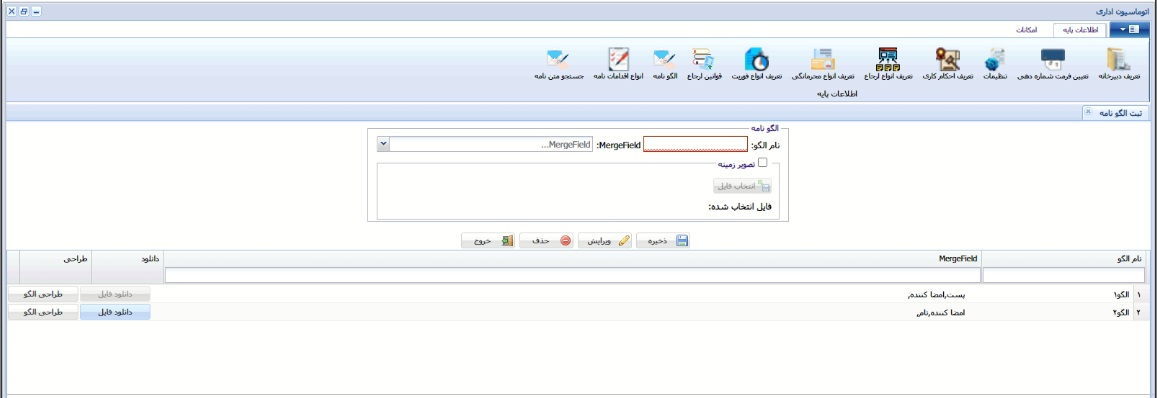 اتوماسیون اداری
اطلاعات پایه
امکانات
تعریف دبیرخانه
تعیین فرمت شماره دهی
تنظیمات
تعریف احکام کاری
تعریف انواع ارجاع
تعریف انواع محرمانگی
تعریف انواع فوریت
قوانین ارجاع
الگو نامه
انواع اقدامات نامه
جستجو متنی نامه
اطلاعات پایه
ثبت الگو نامه
الگو نامه
نام الگو:
MergeField:
MergeField...
تصویر زمینه
انتخاب فایل
فایل انتخاب شده:
ذخیره
ویرایش
حذف
خروج
نام الگو MergeField دانلود طراحی
۱ الگو۱ پست,امضا کننده, دانلود فایل طراحی الگو
۲ الگو۲ امضا کننده,نام, دانلود فایل طراحی الگو